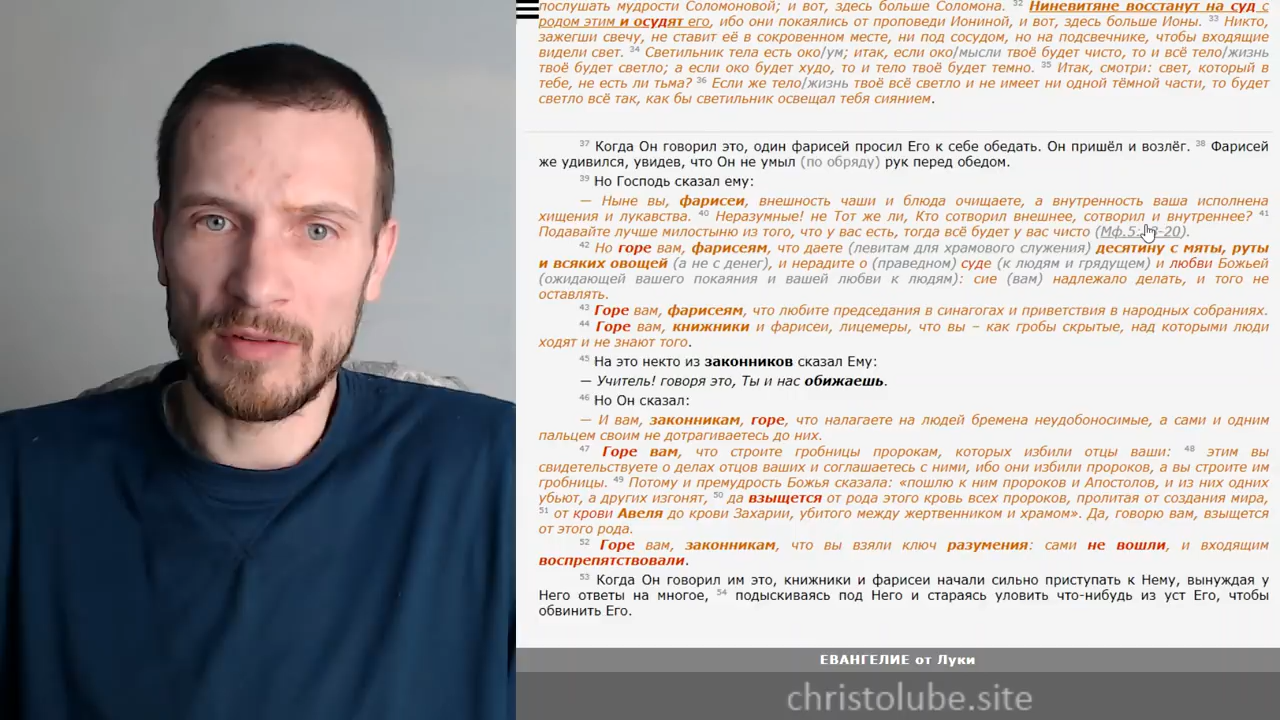 послушать мудрости Соломоновой; и вот, здесь больше Соломона. 32 Ниневитяне восстанут на суд с
родом этим и осудят его, ибо они покаялись от проповеди Иониной, и вот, здесь больше Ионы. 33 Никто,
зажегши свечу, не ставит её в сокровенном месте, ни под сосудом, но на подсвечнике, чтобы входящие
видели свет. 34 Светильник тела есть око/ум; итак, если око/мысли твоё будет чисто, то и всё тело/жизнь
твоё будет светло; а если око будет худо, то и тело твоё будет темно. 35 Итак, смотри: свет, который в
тебе, не есть ли тьма? 36 Если же тело/жизнь твоё всё светло и не имеет ни одной тёмной части, то будет
светло всё так, как бы светильник освещал тебя сиянием.
37 Когда Он говорил это, один фарисей просил Его к себе обедать. Он пришёл и возлёг. 38 Фарисей
же удивился, увидев, что Он не умыл (по обряду) рук перед обедом.
39 Но Господь сказал ему:
— Ныне вы, фарисеи, внешность чаши и блюда очищаете, а внутренность ваша исполнена
хищения и лукавства. 40 Неразумные! не Тот же ли, Кто сотворил внешнее, сотворил и внутреннее? 41
Подавайте лучше милостыню из того, что у вас есть, тогда всё будет у вас чисто (Мф.5: -20).
42 Но горе вам, фарисеям, что даете (левитам для храмового служения) десятину с мяты, руты
и всяких овощей (а не с денег), и нерадите о (праведном) суде (к людям и грядущем) и любви Божьей
(ожидающей вашего покаяния и вашей любви к людям): сие (вам) надлежало делать, и того не
оставлять.
43 Горе вам, фарисеям, что любите председания в синагогах и приветствия в народных собраниях.
44 Горе вам, книжники и фарисеи, лицемеры, что вы – как гробы скрытые, над которыми люди
ходят и не знают того.
45 На это некто из законников сказал Ему:
— Учитель! говоря это, Ты и нас обижаешь.
46 Но Он сказал:
— И вам, законникам, горе, что налагаете на людей бремена неудобоносимые, а сами и одним
пальцем своим не дотрагиваетесь до них.
47 Горе вам, что строите гробницы пророкам, которых избили отцы ваши: 48 этим вы
свидетельствуете о делах отцов ваших и соглашаетесь с ними, ибо они избили пророков, а вы строите им
гробницы. 49 Потому и премудрость Божья сказала: «пошлю к ним пророков и Апостолов, и из них одних
убьют, а других изгонят, 50 да взыщется от рода этого кровь всех пророков, пролитая от создания мира,
51 от крови Авеля до крови Захарии, убитого между жертвенником и храмом». Да, говорю вам, взыщется
от этого рода.
52 Горе вам, законникам, что вы взяли ключ разумения: сами не вошли, и входящим
воспрепятствовали.
53 Когда Он говорил им это, книжники и фарисеи начали сильно приступать к Нему, вынуждая у
Него ответы на многое, 54 подыскиваясь под Него и стараясь уловить что-нибудь из уст Его, чтобы
обвинить Его.
ЕВАНГЕЛИЕ от Луки
christolube.site